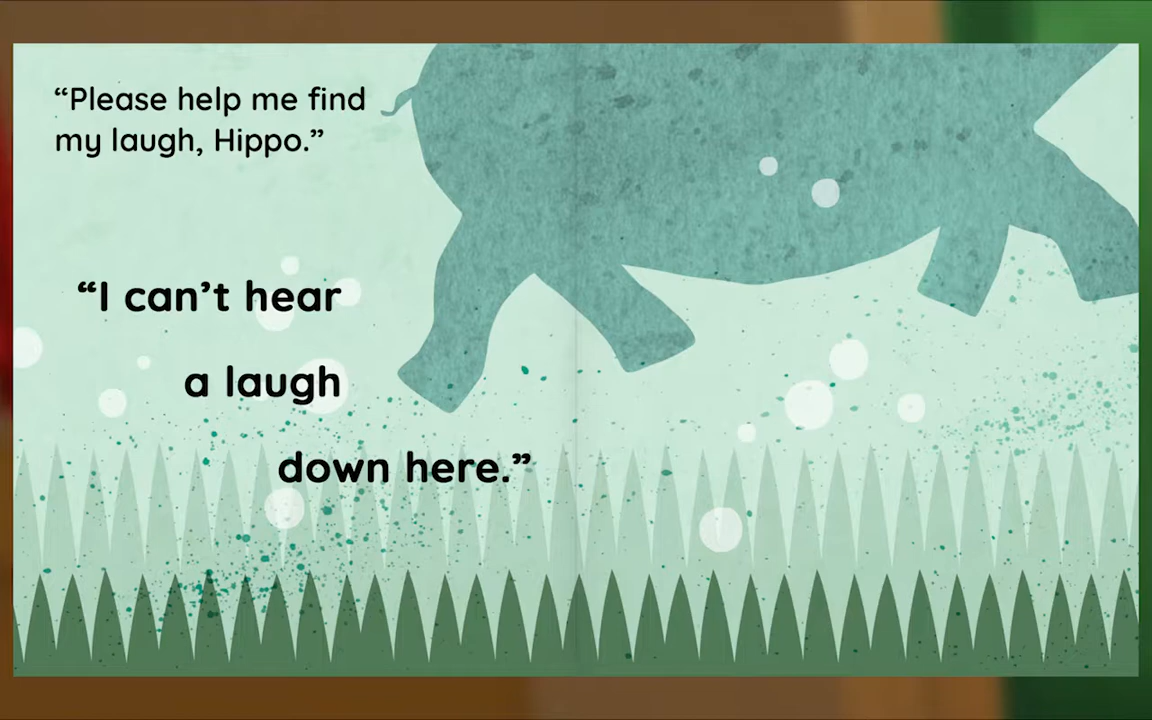 “Please help me find
my laugh, Hippo.”
“I can’t hear
a laugh
down here.”